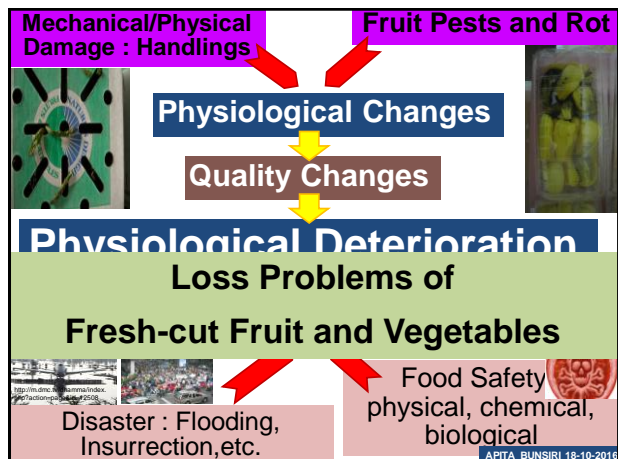 Mechanical/Physical
Damage : Handlings
Fruit Pests and Rot
Physiological Changes
Quality Changes
Physiological Deterioration
Loss Problems of
Fresh-cut Fruit and Vegetables
Food Safety
physical, chemical,
biological
Disaster : Flooding,
Insurrection,etc.
APITA BUNSIRI 18-10-2016